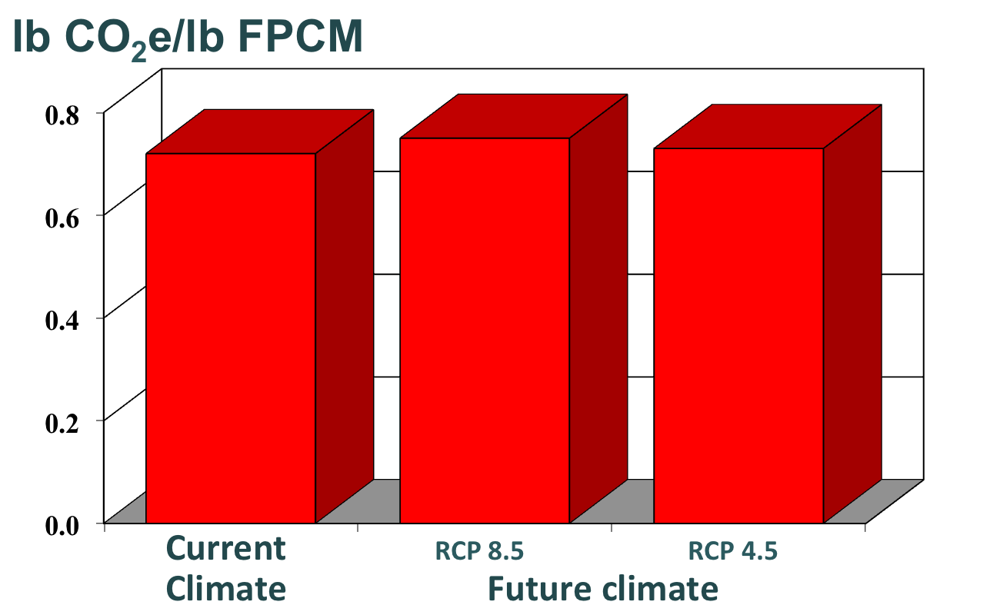 lb CO₂e/lb FPCM
0.8
0.6
0.4
0.2
0.0
Current
Climate
RCP 8.5
RCP 4.5
Future climate